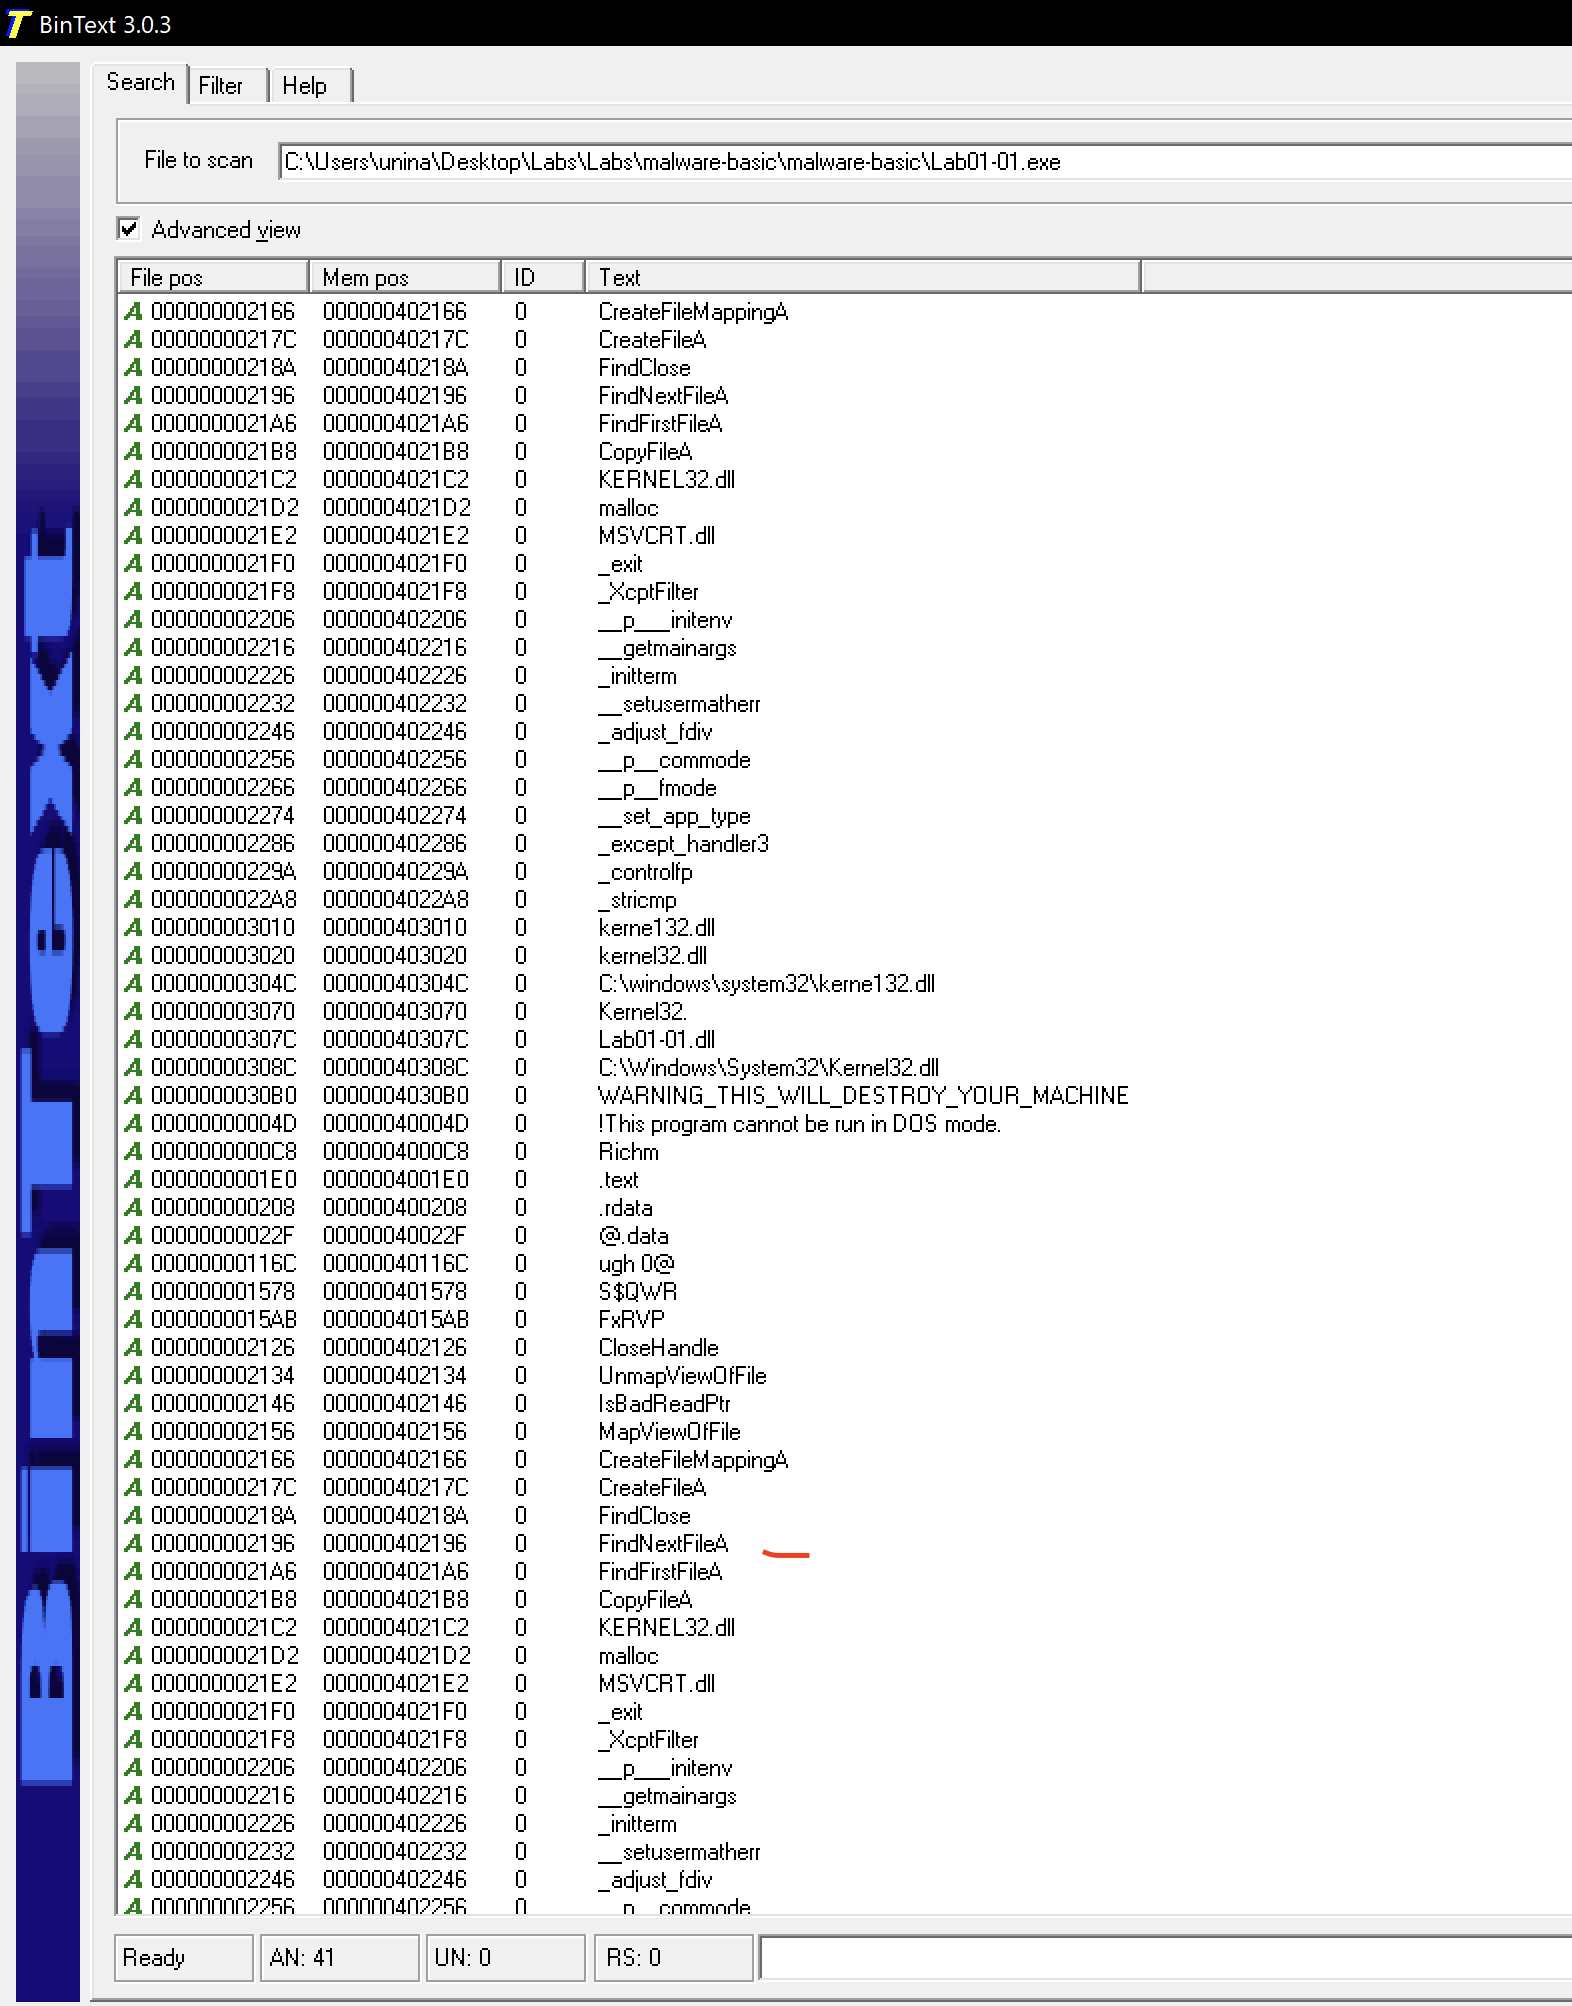 BinText 3.0.3
Search Filter Help
File to scan C:\Users\unina\Desktop\Labs\Labs\malware-basic\malware-basic\Lab01-01.exe
Advanced view
File pos Mem pos ID Text
A 000000002166 000000402166 0 CreateFileMappingA
A 00000000217C 00000040217C 0 CreateFileA
A 00000000218A 00000040218A 0 FindClose
A 000000002196 000000402196 0 FindNextFileA
A 0000000021A6 0000004021A6 0 FindFirstFileA
A 0000000021B8 0000004021B8 0 CopyFileA
A 0000000021C2 0000004021C2 0 KERNEL32.dll
A 0000000021D2 0000004021D2 0 malloc
A 0000000021E2 0000004021E2 0 MSVCRT.dll
A 0000000021F0 0000004021F0 0 _exit
A 0000000021F8 0000004021F8 0 _XcptFilter
A 000000002206 000000402206 0 __p___initenv
A 000000002216 000000402216 0 __getmainargs
A 000000002226 000000402226 0 _initterm
A 000000002232 000000402232 0 __setusermatherr
A 000000002246 000000402246 0 _adjust_fdiv
A 000000002256 000000402256 0 __p__commode
A 000000002266 000000402266 0 __p__fmode
A 000000002274 000000402274 0 __set_app_type
A 000000002286 000000402286 0 _except_handler3
A 00000000229A 00000040229A 0 _controlfp
A 0000000022A8 0000004022A8 0 _stricmp
A 000000003010 000000403010 0 kerne132.dll
A 000000003020 000000403020 0 kernel32.dll
A 00000000304C 00000040304C 0 C:\windows\system32\kerne132.dll
A 000000003070 000000403070 0 Kernel32.
A 00000000307C 00000040307C 0 Lab01-01.dll
A 00000000308C 00000040308C 0 C:\Windows\System32\Kernel32.dll
A 0000000030B0 0000004030B0 0 WARNING_THIS_WILL_DESTROY_YOUR_MACHINE
A 00000000004D 00000040004D 0 !This program cannot be run in DOS mode.
A 0000000000C8 0000004000C8 0 Richm
A 0000000001E0 0000004001E0 0 .text
A 000000000208 000000400208 0 .rdata
A 00000000022F 00000040022F 0 @.data
A 00000000116C 00000040116C 0 ugh 0@
A 000000001578 000000401578 0 S$QWR
A 0000000015AB 0000004015AB 0 FxRVP
A 000000002126 000000402126 0 CloseHandle
A 000000002134 000000402134 0 UnmapViewOfFile
A 000000002146 000000402146 0 IsBadReadPtr
A 000000002156 000000402156 0 MapViewOfFile
A 000000002166 000000402166 0 CreateFileMappingA
A 00000000217C 00000040217C 0 CreateFileA
A 00000000218A 00000040218A 0 FindClose
A 000000002196 000000402196 0 FindNextFileA
A 0000000021A6 0000004021A6 0 FindFirstFileA
A 0000000021B8 0000004021B8 0 CopyFileA
A 0000000021C2 0000004021C2 0 KERNEL32.dll
A 0000000021D2 0000004021D2 0 malloc
A 0000000021E2 0000004021E2 0 MSVCRT.dll
A 0000000021F0 0000004021F0 0 _exit
A 0000000021F8 0000004021F8 0 _XcptFilter
A 000000002206 000000402206 0 __p___initenv
A 000000002216 000000402216 0 __getmainargs
A 000000002226 000000402226 0 _initterm
A 000000002232 000000402232 0 __setusermatherr
A 000000002246 000000402246 0 _adjust_fdiv
A 000000002256 000000402256 0 __p__commode
Ready AN: 41 UN: 0 RS: 0
BinText